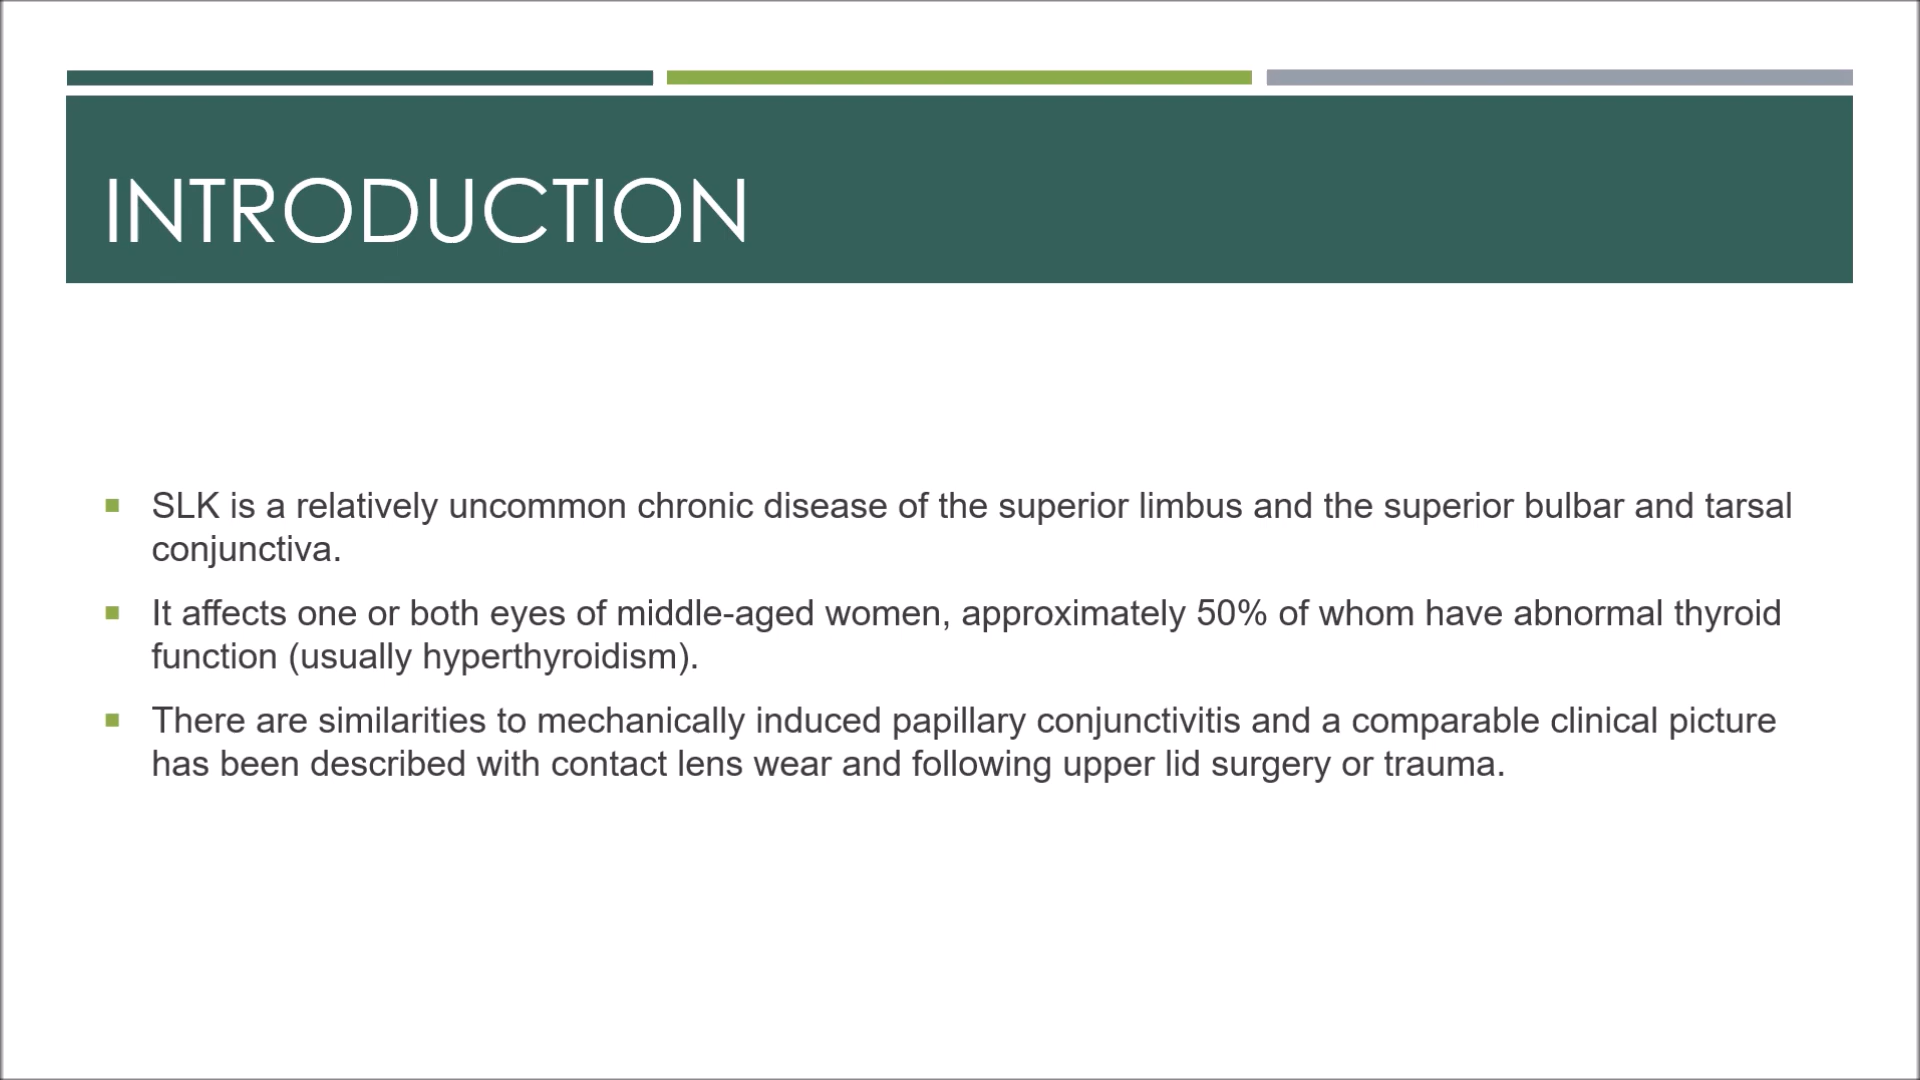 INTRODUCTION
SLK is a relatively uncommon chronic disease of the superior limbus and the superior bulbar and tarsal
conjunctiva.
It affects one or both eyes of middle-aged women, approximately 50% of whom have abnormal thyroid
function (usually hyperthyroidism).
There are similarities to mechanically induced papillary conjunctivitis and a comparable clinical picture
has been described with contact lens wear and following upper lid surgery or trauma.